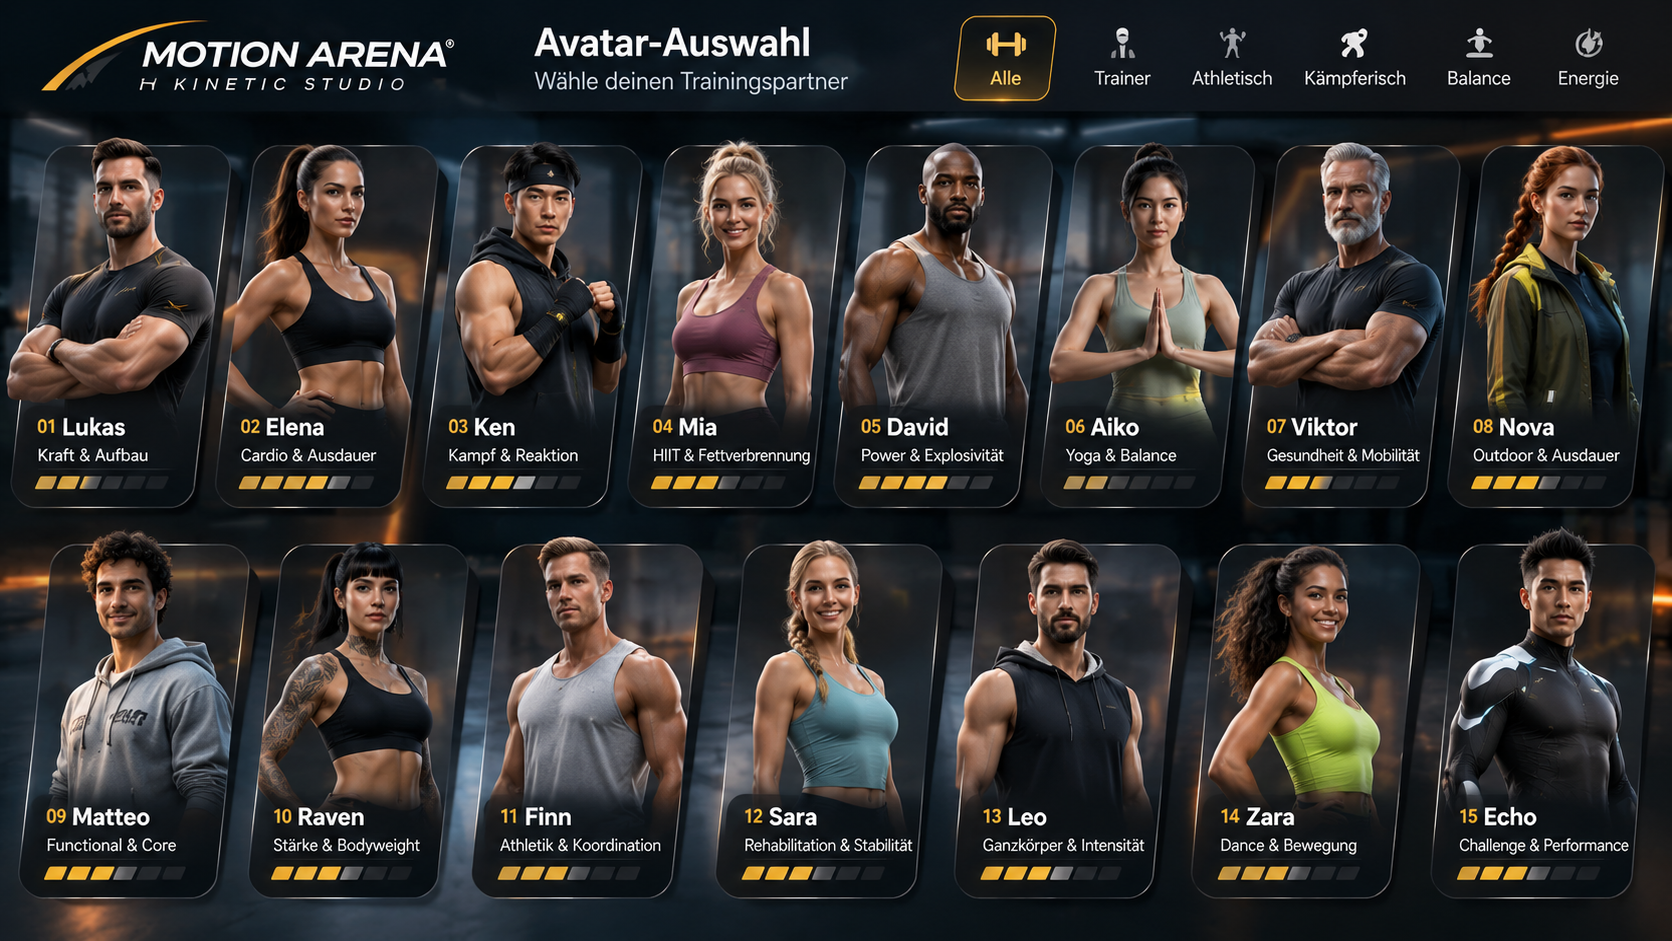 MOTION ARENA®
H KINETIC STUDIO
Avatar-Auswahl
Wähle deinen Trainingspartner
Alle
Trainer
Athletisch
Kämpferisch
Balance
Energie
01 Lukas
Kraft & Aufbau
02 Elena
Cardio & Ausdauer
03 Ken
Kampf & Reaktion
04 Mia
HIIT & Fettverbrennung
05 David
Power & Explosivität
06 Aiko
Yoga & Balance
07 Viktor
Gesundheit & Mobilität
08 Nova
Outdoor & Ausdauer
09 Matteo
Functional & Core
10 Raven
Stärke & Bodyweight
11 Finn
Athletik & Koordination
12 Sara
Rehabilitation & Stabilität
13 Leo
Ganzkörper & Intensität
14 Zara
Dance & Bewegung
15 Echo
Challenge & Performance